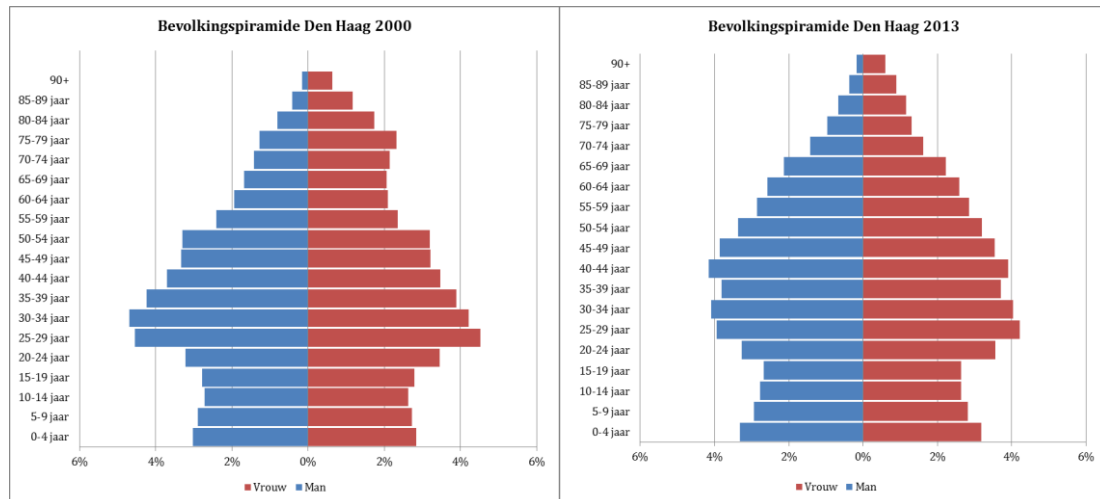 Bevolkingspiramide Den Haag 2000
90+
85-89 jaar
80-84 jaar
75-79 jaar
70-74 jaar
65-69 jaar
60-64 jaar
55-59 jaar
50-54 jaar
45-49 jaar
40-44 jaar
35-39 jaar
30-34 jaar
25-29 jaar
20-24 jaar
15-19 jaar
10-14 jaar
5-9 jaar
0-4 jaar
6% 4% 2% 0% 2% 4% 6%
Vrouw Man
Bevolkingspiramide Den Haag 2013
90+
85-89 jaar
80-84 jaar
75-79 jaar
70-74 jaar
65-69 jaar
60-64 jaar
55-59 jaar
50-54 jaar
45-49 jaar
40-44 jaar
35-39 jaar
30-34 jaar
25-29 jaar
20-24 jaar
15-19 jaar
10-14 jaar
5-9 jaar
0-4 jaar
6% 4% 2% 0% 2% 4% 6%
Vrouw Man